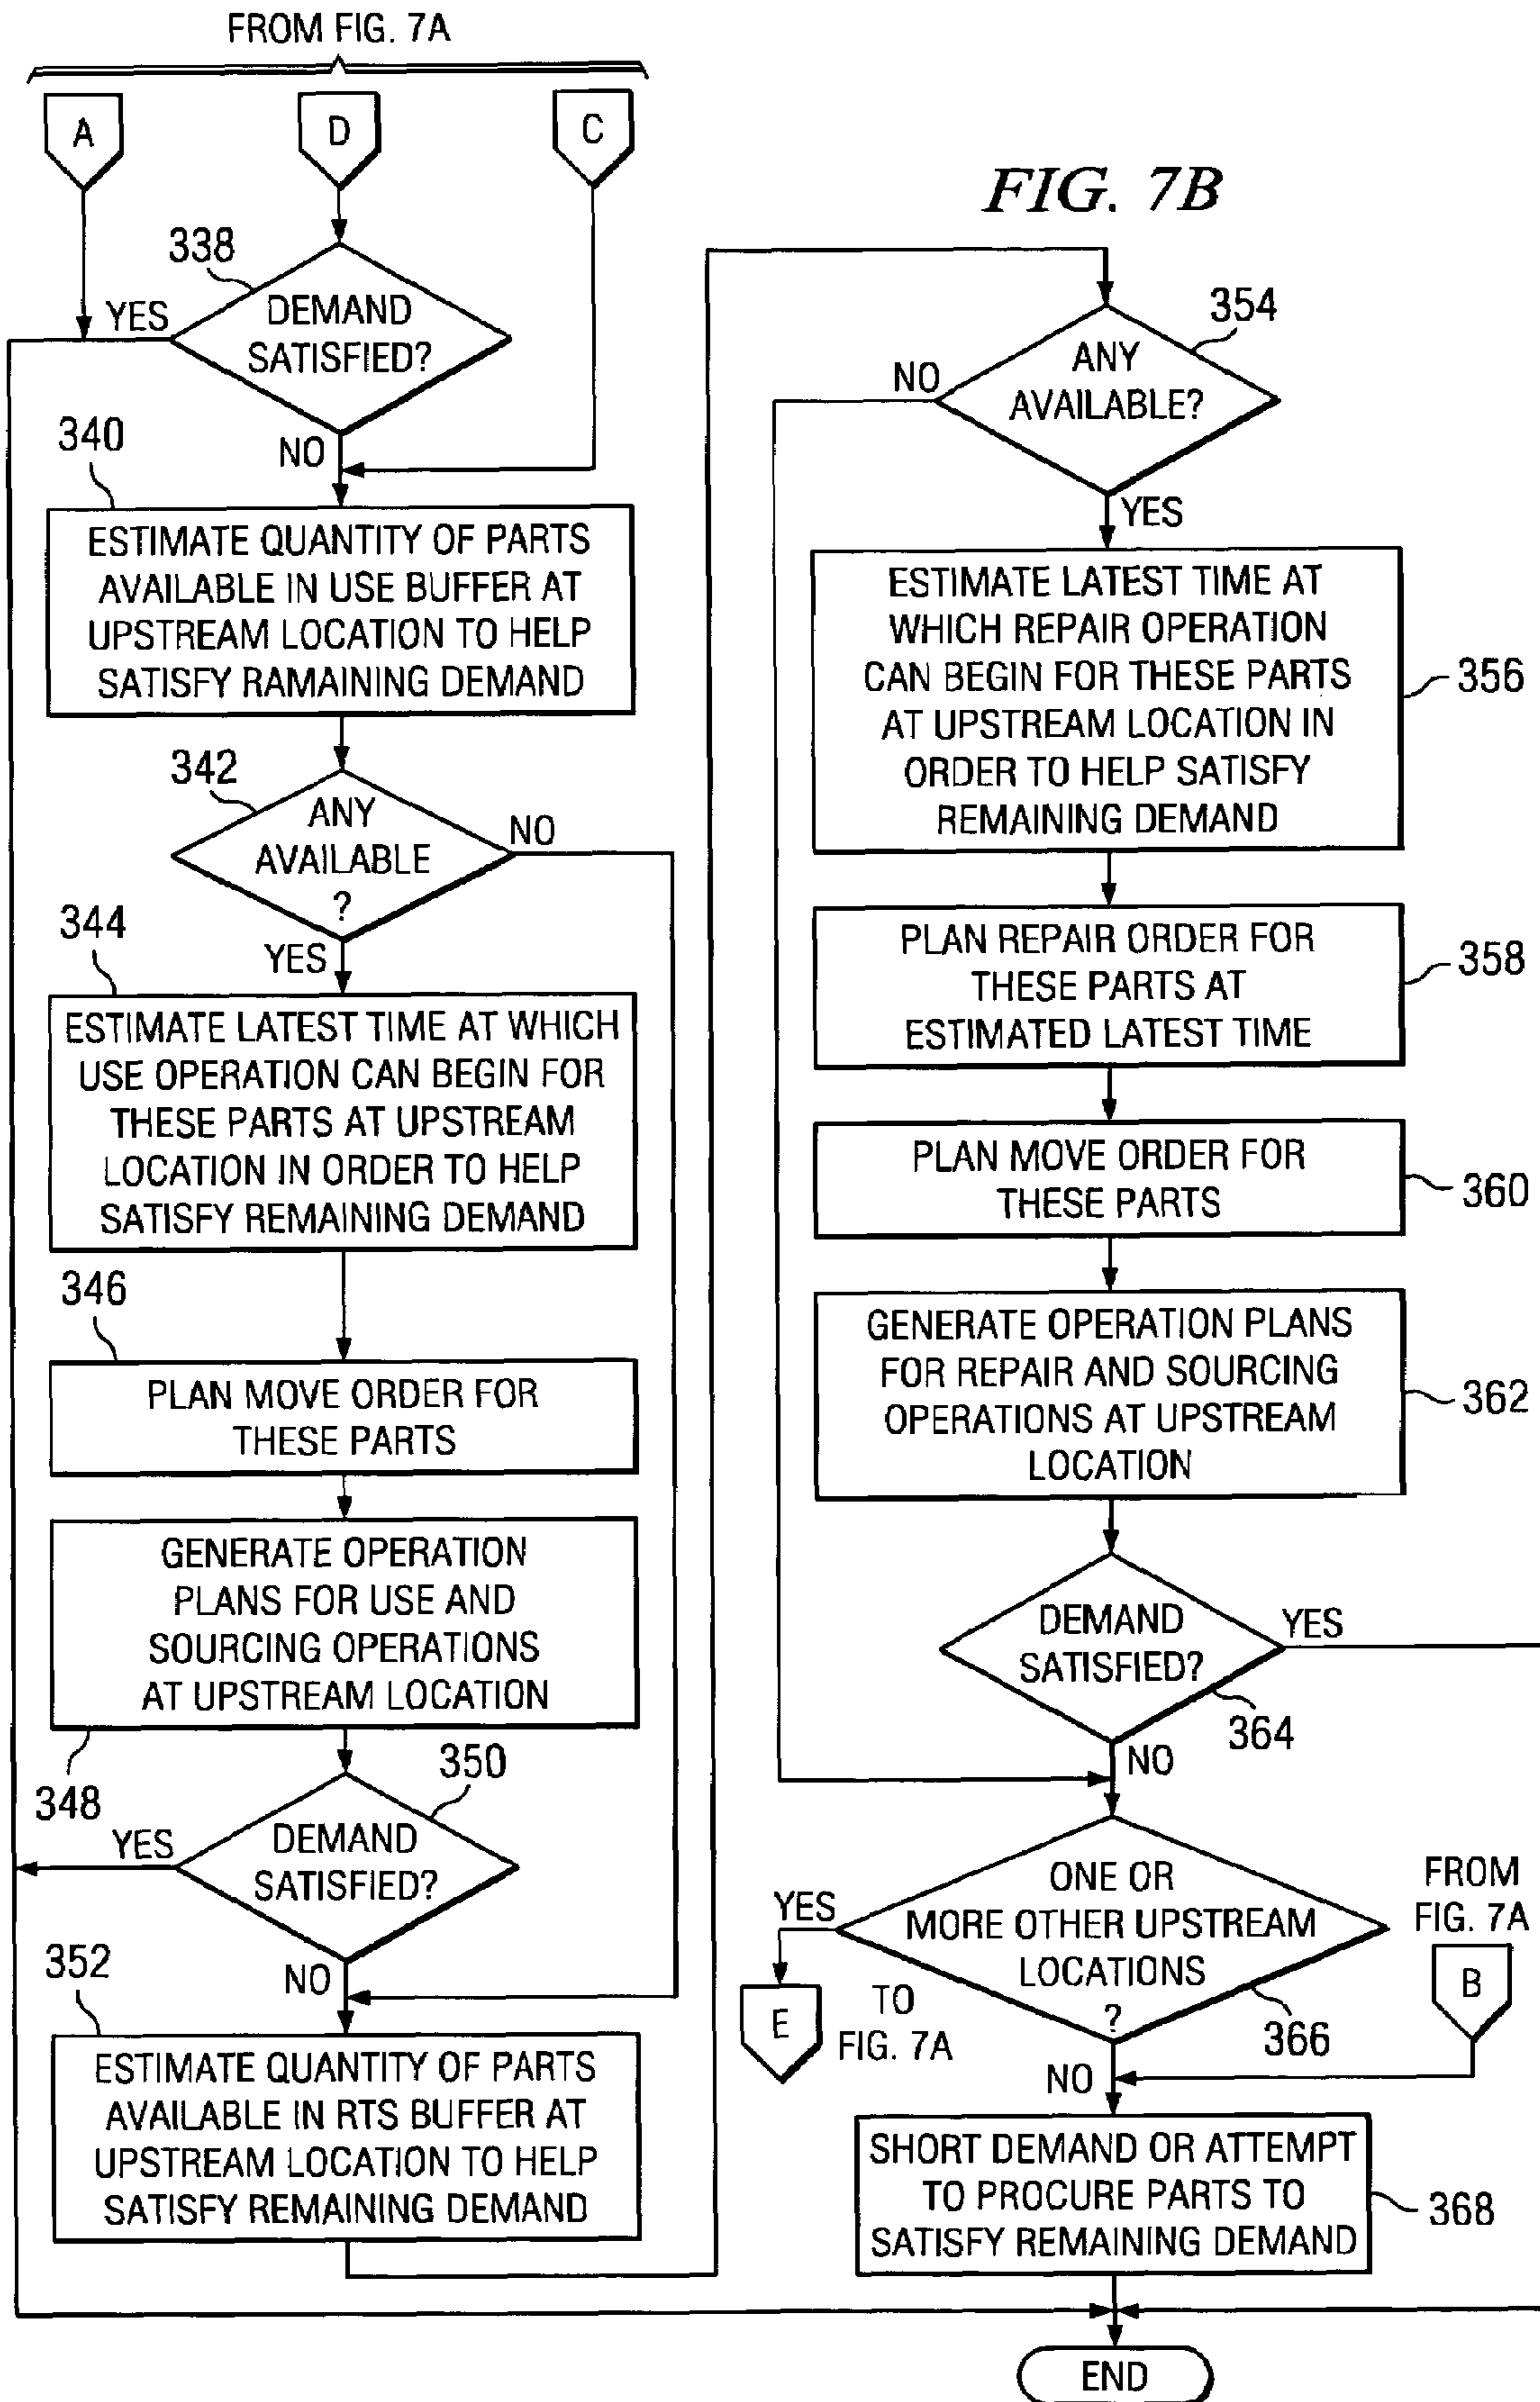 FROM FIG. 7A
A
D
C
FIG. 7B
338
DEMAND
SATISFIED?
YES
NO
340
ESTIMATE QUANTITY OF PARTS
AVAILABLE IN USE BUFFER AT
UPSTREAM LOCATION TO HELP
SATISFY RAMAINING DEMAND
342
ANY
AVAILABLE
?
NO
YES
344
ESTIMATE LATEST TIME AT WHICH
USE OPERATION CAN BEGIN FOR
THESE PARTS AT UPSTREAM
LOCATION IN ORDER TO HELP
SATISFY REMAINING DEMAND
346
PLAN MOVE ORDER FOR
THESE PARTS
GENERATE OPERATION
PLANS FOR USE AND
SOURCING OPERATIONS
AT UPSTREAM LOCATION
348
350
DEMAND
SATISFIED?
YES
NO
352
ESTIMATE QUANTITY OF PARTS
AVAILABLE IN RTS BUFFER AT
UPSTREAM LOCATION TO HELP
SATISFY REMAINING DEMAND
354
ANY
AVAILABLE?
NO
YES
ESTIMATE LATEST TIME AT
WHICH REPAIR OPERATION
CAN BEGIN FOR THESE PARTS
AT UPSTREAM LOCATION IN
ORDER TO HELP SATISFY
REMAINING DEMAND
356
PLAN REPAIR ORDER FOR
THESE PARTS AT
ESTIMATED LATEST TIME
358
PLAN MOVE ORDER FOR
THESE PARTS
360
GENERATE OPERATION PLANS
FOR REPAIR AND SOURCING
OPERATIONS AT UPSTREAM
LOCATION
362
DEMAND
SATISFIED?
YES
364
NO
ONE OR
MORE OTHER UPSTREAM
LOCATIONS
?
YES
366
E
TO
FIG. 7A
FROM
FIG. 7A
B
NO
SHORT DEMAND OR ATTEMPT
TO PROCURE PARTS TO
SATISFY REMAINING DEMAND
368
END